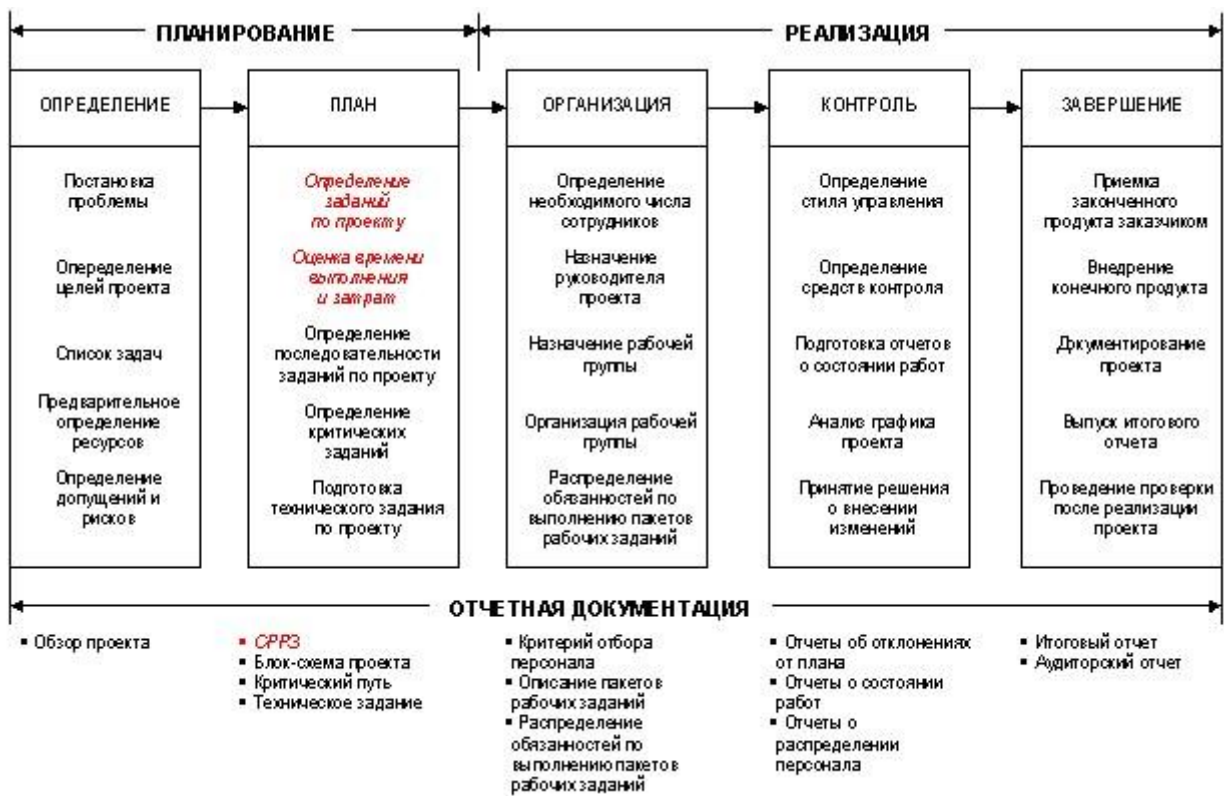 ПЛАНИРОВАНИЕ
РЕАЛИЗАЦИЯ
ОПРЕДЕЛЕНИЕ
Постановка
проблемы
Опеределение
целей проекта
Список задач
Предварительное
определение
ресурсов
Определение
допущений и
рисков
ПЛАН
Определение
заданий
по проекту
Оценка времени
выполнения
и затрат
Определение
последовательности
заданий по проекту
Определение
критических
заданий
Подготовка
технического задания
по проекту
ОРГАНИЗАЦИЯ
Определение
необходимого числа
сотрудников
Назначение
руководителя
проекта
Назначение рабочей
группы
Организация рабочей
группы
Распределение
обязанностей по
выполнению пакетов
рабочих заданий
КОНТРОЛЬ
Определение
стиля управления
Определение
средств контроля
Подготовка отчетов
о состоянии работ
Анализ графика
проекта
Принятие решения
о внесении
изменений
ЗАВЕРШЕНИЕ
Приемка
законченного
продукта заказчиком
Внедрение
конечного продукта
Документирование
проекта
Выпуск итогового
отчета
Проведение проверки
после реализации
проекта
ОТЧЕТНАЯ ДОКУМЕНТАЦИЯ
▪ Обзор проекта
▪ СРРЗ
▪ Блок-схема проекта
▪ Критический путь
▪ Техническое задание
▪ Критерий отбора
персонала
▪ Описание пакетов
рабочих заданий
▪ Распределение
обязанностей по
выполнению пакетов
рабочих заданий
▪ Отчеты об отклонениях
от плана
▪ Отчеты о состоянии
работ
▪ Отчеты о
распределении
персонала
▪ Итоговый отчет
▪ Аудиторский отчет